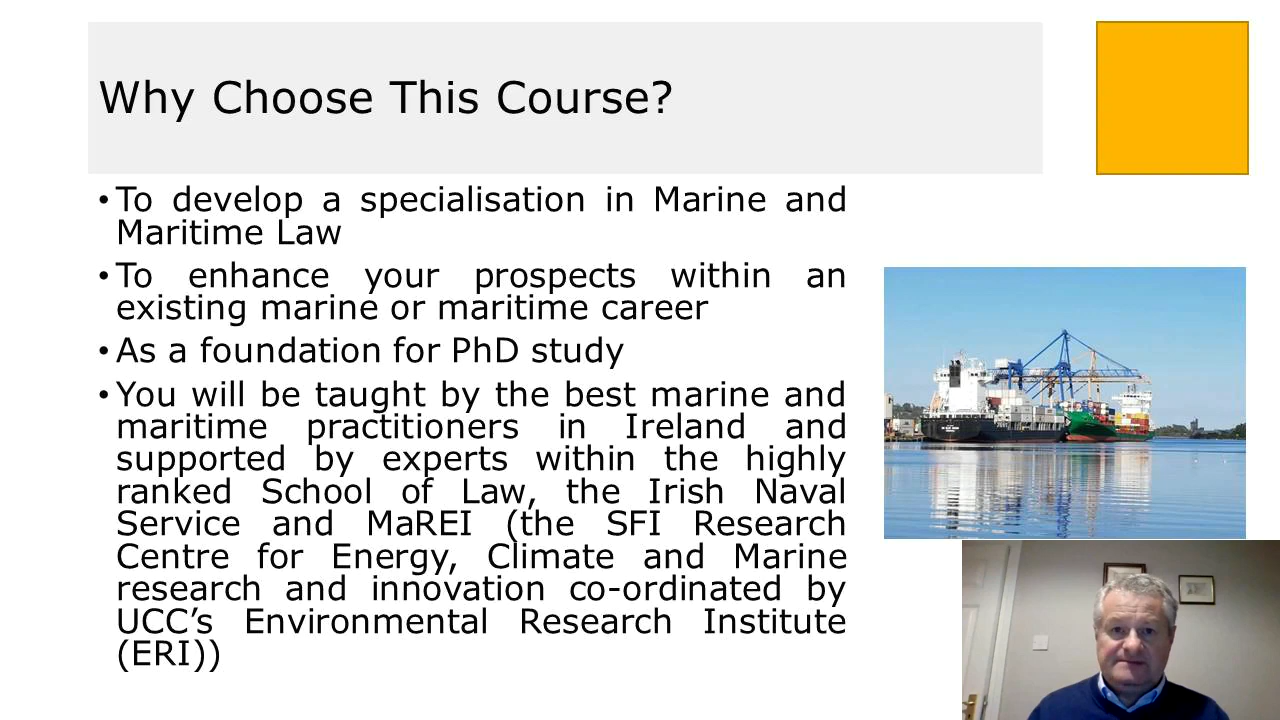 Why Choose This Course?
• To develop a specialisation in Marine and
Maritime Law
• To enhance your prospects within an
existing marine or maritime career
• As a foundation for PhD study
• You will be taught by the best marine and
maritime practitioners in Ireland and
supported by experts within the highly
ranked School of Law, the Irish Naval
Service and MaREI (the SFI Research
Centre for Energy, Climate and Marine
research and innovation co-ordinated by
UCC’s Environmental Research Institute
(ERI))